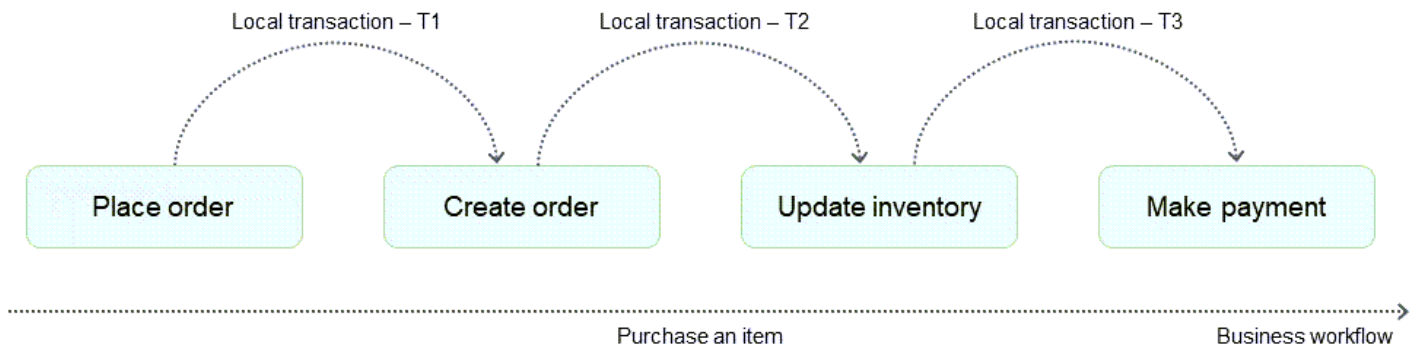 Local transaction – T1
Local transaction – T2
Local transaction – T3
Place order
Create order
Update inventory
Make payment
Purchase an item
Business workflow